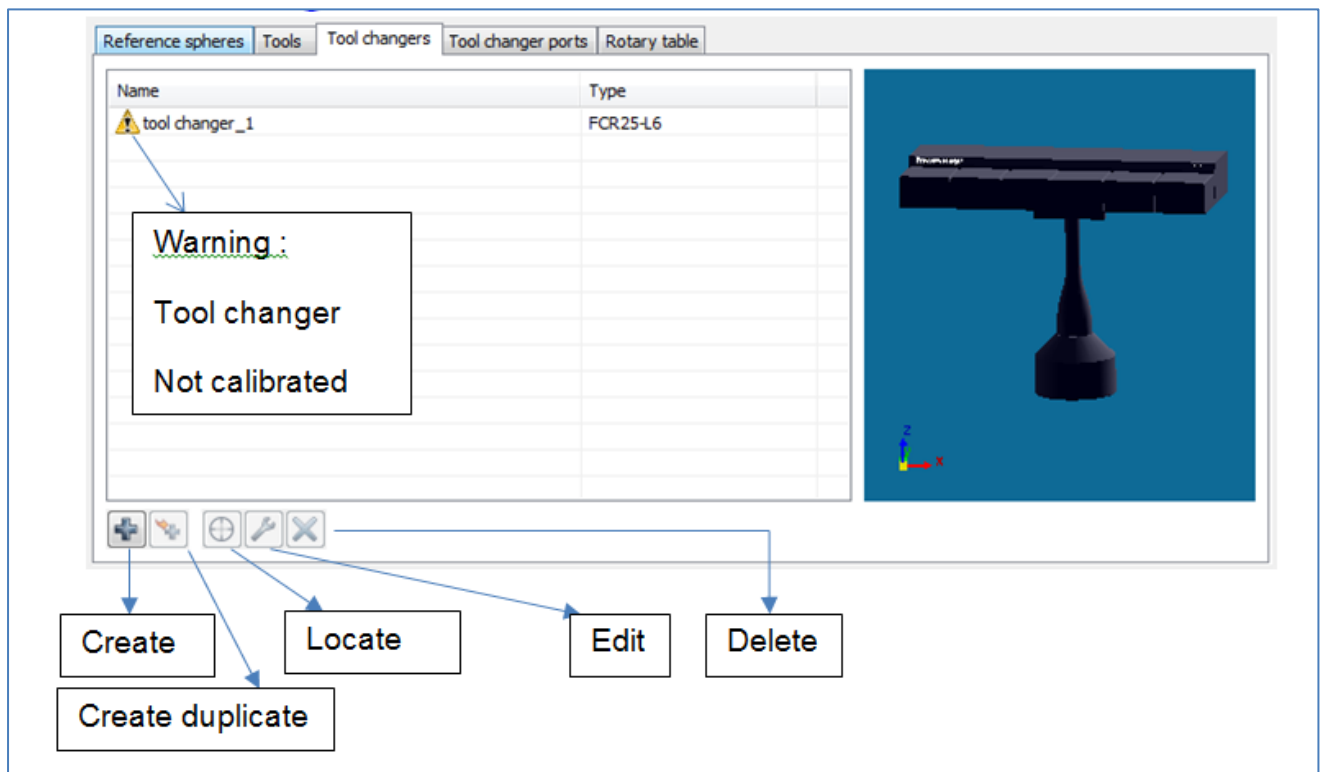 Reference spheres Tools Tool changers Tool changer ports Rotary table
Name Type
tool changer_1 FCR25-L6
Warning :
Tool changer
Not calibrated
z
x
Create Locate Edit Delete
Create duplicate